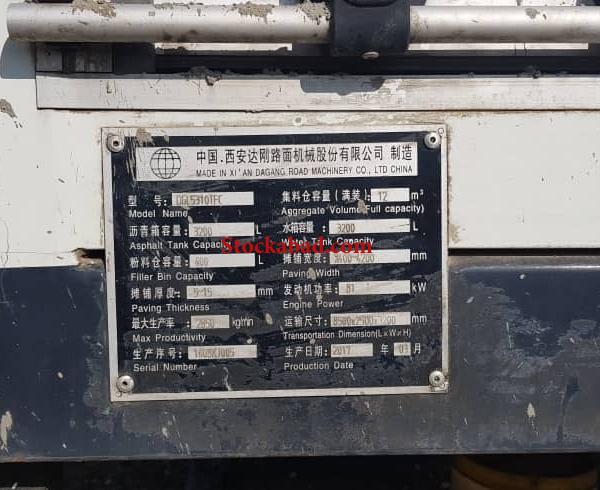 中国.西安达刚路面机械股份有限公司 制造
MADE IN XI'AN DAGANG ROAD MACHINERY CO., LTD CHINA
型 号: DGL5310TFC 集料仓容量(满装) 12 m³
Model Name Aggregate Volume(Full capacity)
沥青箱容量: 3200 L 水箱容量: 3200 L
Asphalt Tank Capacity Tank Capacity
Stockabad.com
粉料仓容量: L 摊铺宽度: mm
Filler Bin Capacity Paving Width
摊铺厚度: 5-15 mm 发动机功率: 81 kW
Paving Thickness Engine Power
最大生产率 2850 kg/min 运输尺寸: mm
Max Productivity Transportation Dimension(L×W×H)
生产序号: 生产日期: 2017 年 03 月
Serial Number Production Date